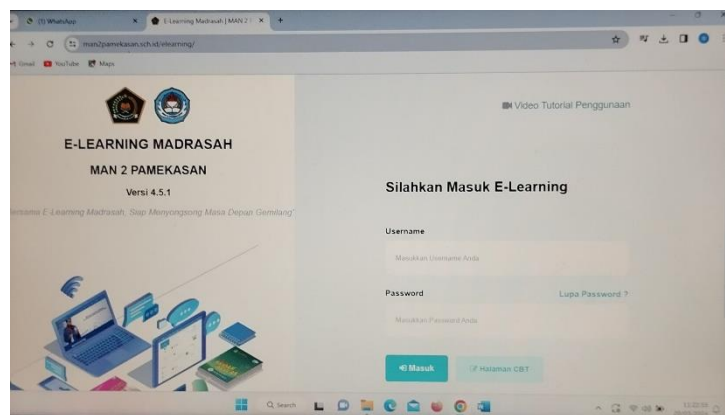 (1) WhatsApp
E-Learning Madrasah | MAN 2
man2pamekasan.sch.id/elearning/
Gmail YouTube Maps
Video Tutorial Penggunaan
E-LEARNING MADRASAH
MAN 2 PAMEKASAN
Versi 4.5.1
Bersama E-Learning Madrasah, Siap Menyongsong Masa Depan Gemilang"
Silahkan Masuk E-Learning
Username
Masukkan Username Anda
Password Lupa Password ?
Masukkan Password Anda
Masuk Halaman CBT
Search